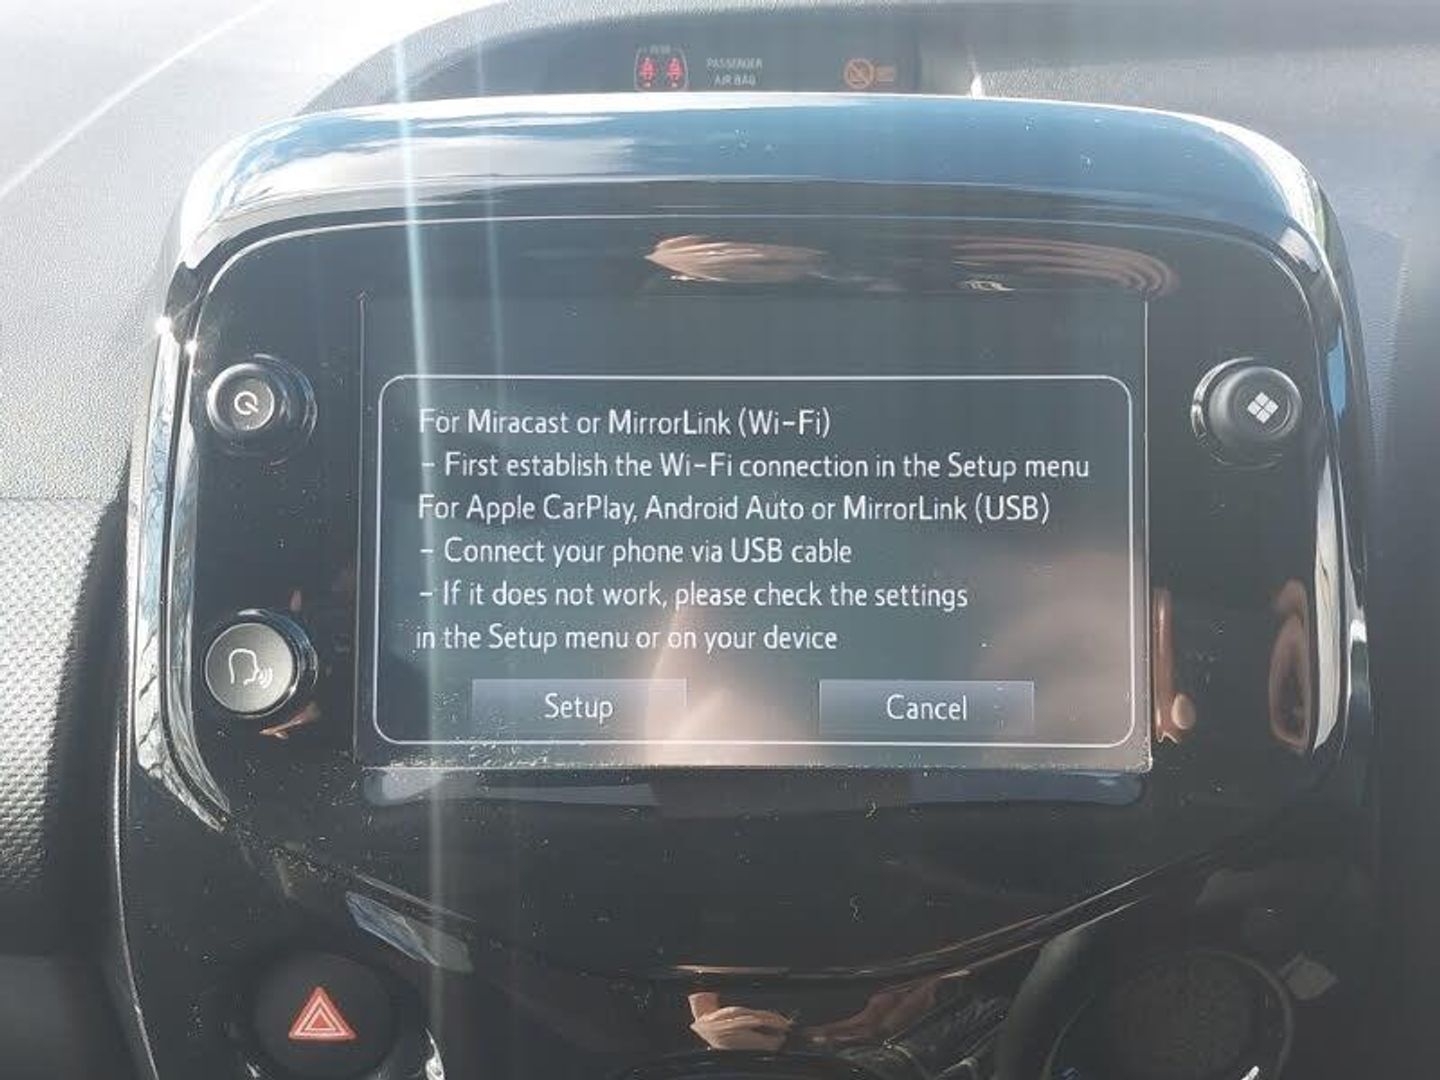 PASSENGER
AIR BAG
For Miracast or MirrorLink (Wi-Fi)
- First establish the Wi-Fi connection in the Setup menu
For Apple CarPlay, Android Auto or MirrorLink (USB)
- Connect your phone via USB cable
- If it does not work, please check the settings
in the Setup menu or on your device
Setup
Cancel